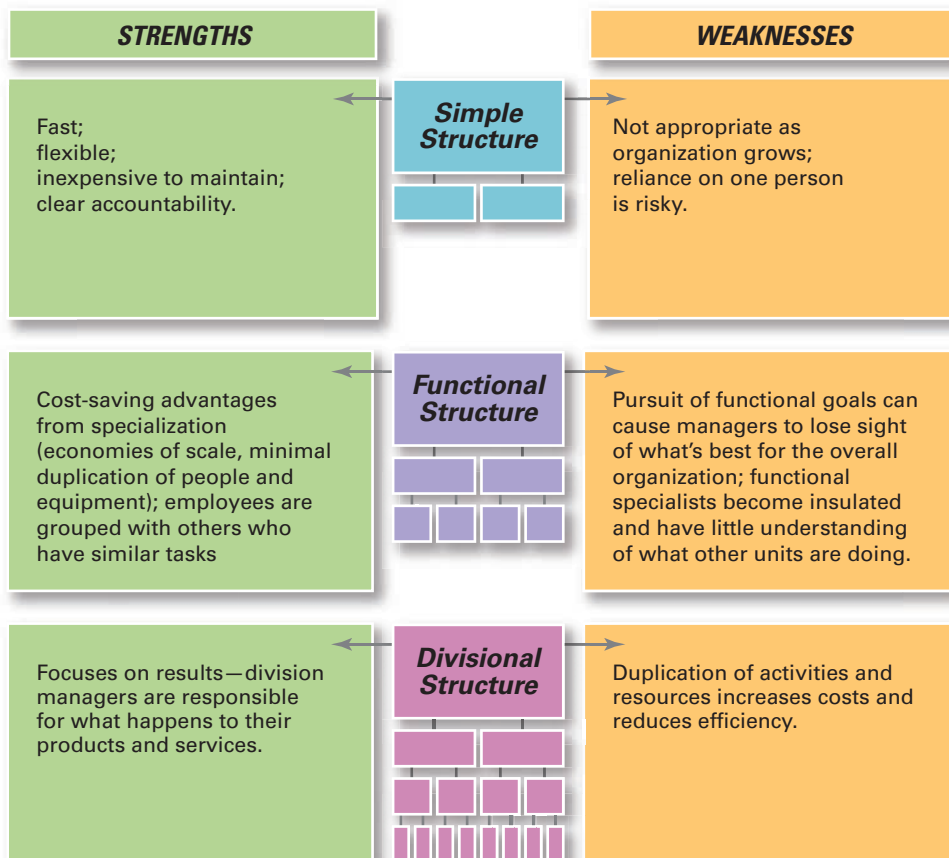 STRENGTHS
WEAKNESSES
Fast;
flexible;
inexpensive to maintain;
clear accountability.
Simple
Structure
Not appropriate as
organization grows;
reliance on one person
is risky.
Cost-saving advantages
from specialization
(economies of scale, minimal
duplication of people and
equipment); employees are
grouped with others who
have similar tasks
Functional
Structure
Pursuit of functional goals can
cause managers to lose sight
of what’s best for the overall
organization; functional
specialists become insulated
and have little understanding
of what other units are doing.
Focuses on results—division
managers are responsible
for what happens to their
products and services.
Divisional
Structure
Duplication of activities and
resources increases costs and
reduces efficiency.